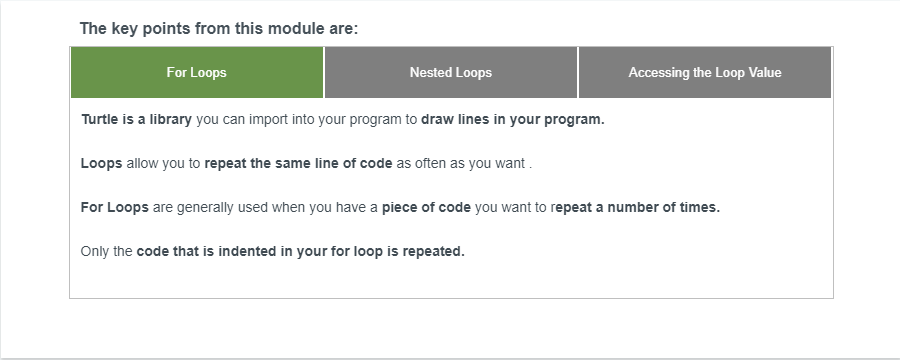 The key points from this module are:
For Loops
Nested Loops
Accessing the Loop Value
Turtle is a library you can import into your program to draw lines in your program.
Loops allow you to repeat the same line of code as often as you want .
For Loops are generally used when you have a piece of code you want to repeat a number of times.
Only the code that is indented in your for loop is repeated.